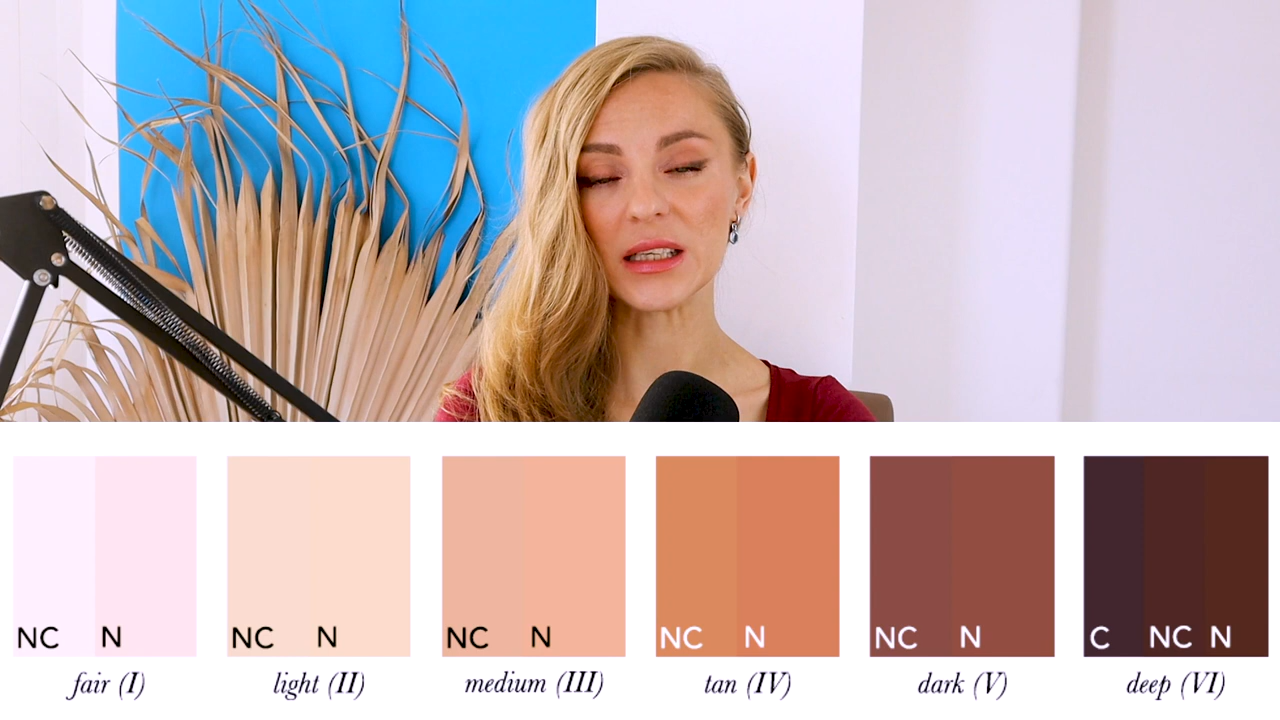 NC N NC N NC N NC N NC N C NC N
fair (I) light (II) medium (III) tan (IV) dark (V) deep (VI)